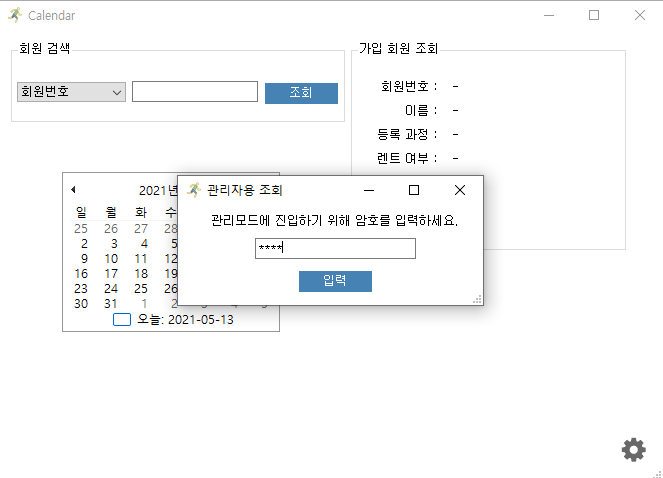 Calendar
회원 검색
회원번호
조회
가입 회원 조회
회원번호 : -
이름 : -
등록 과정 : -
렌트 여부 : -
2021년
일 월 화 수
25 26 27 28
2 3 4 5
9 10 11 12
16 17 18 19
23 24 25 26
30 31 1 2 3 4 5
오늘: 2021-05-13
관리자용 조회
관리모드에 진입하기 위해 암호를 입력하세요.
****
입력